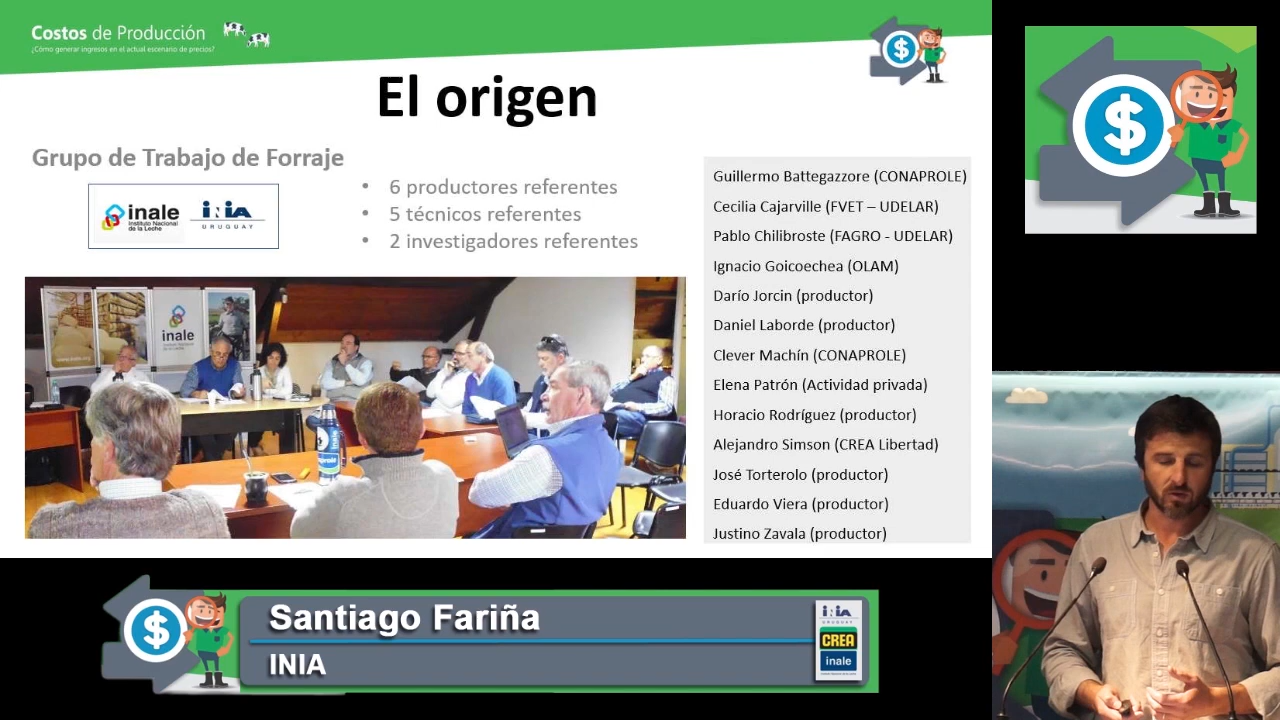 Costos de Producción
¿Cómo generar ingresos en el actual escenario de precios?
$
$
El origen
Grupo de Trabajo de Forraje
inale
Instituto Nacional
de la Leche
INIA
URUGUAY
• 6 productores referentes
• 5 técnicos referentes
• 2 investigadores referentes
Guillermo Battegazzore (CONAPROLE)
Cecilia Cajarville (FVET – UDELAR)
Pablo Chilibroste (FAGRO - UDELAR)
Ignacio Goicoechea (OLAM)
Darío Jorcin (productor)
Daniel Laborde (productor)
Clever Machín (CONAPROLE)
Elena Patrón (Actividad privada)
Horacio Rodríguez (productor)
Alejandro Simson (CREA Libertad)
José Torterolo (productor)
Eduardo Viera (productor)
Justino Zavala (productor)
inale
$
Santiago Fariña
INIA
INIA
URUGUAY
CREA
inale